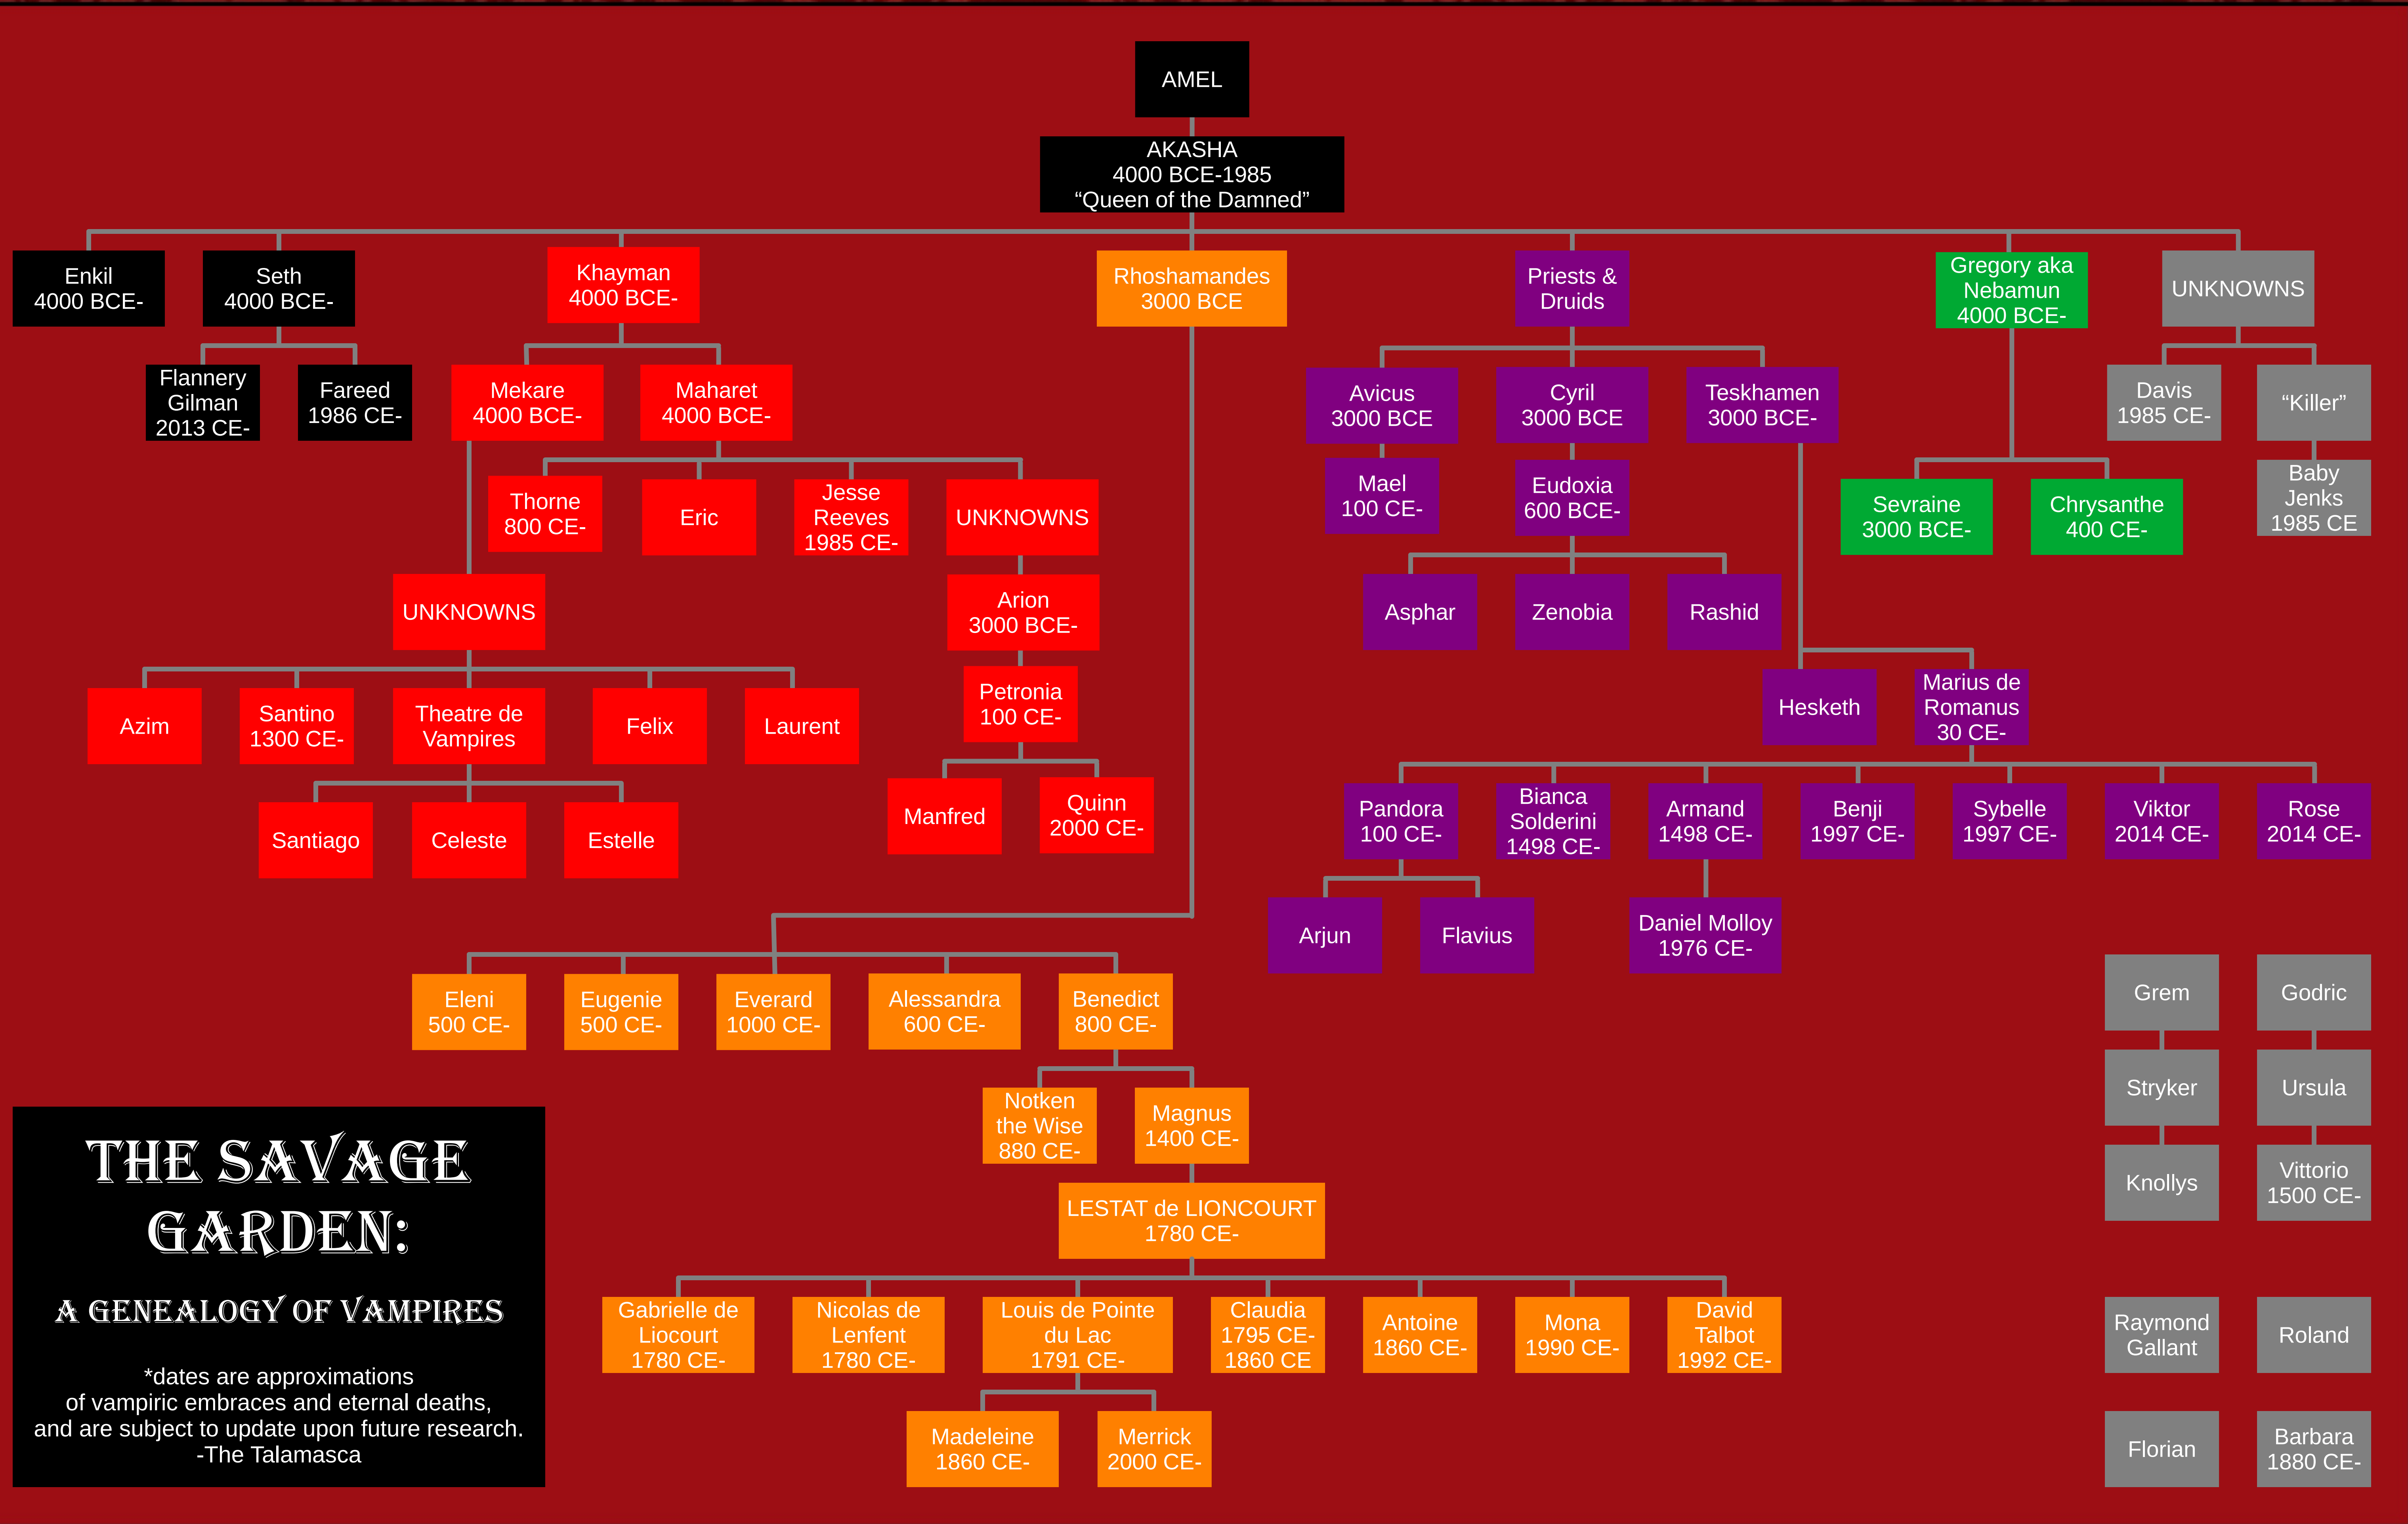 AMEL
AKASHA
4000 BCE-1985
“Queen of the Damned”
Enkil
4000 BCE-
Seth
4000 BCE-
Khayman
4000 BCE-
Rhoshamandes
3000 BCE
Priests &
Druids
Gregory aka
Nebamun
4000 BCE-
UNKNOWNS
Flannery
Gilman
2013 CE-
Fareed
1986 CE-
Mekare
4000 BCE-
Maharet
4000 BCE-
Avicus
3000 BCE
Cyril
3000 BCE
Teskhamen
3000 BCE-
Davis
1985 CE-
“Killer”
Thorne
800 CE-
Eric
Jesse
Reeves
1985 CE-
UNKNOWNS
Mael
100 CE-
Eudoxia
600 BCE-
Sevraine
3000 BCE-
Chrysanthe
400 CE-
Baby
Jenks
1985 CE
UNKNOWNS
Arion
3000 BCE-
Asphar
Zenobia
Rashid
Azim
Santino
1300 CE-
Theatre de
Vampires
Felix
Laurent
Petronia
100 CE-
Hesketh
Marius de
Romanus
30 CE-
Santiago
Celeste
Estelle
Manfred
Quinn
2000 CE-
Pandora
100 CE-
Bianca
Solderini
1498 CE-
Armand
1498 CE-
Benji
1997 CE-
Sybelle
1997 CE-
Viktor
2014 CE-
Rose
2014 CE-
Arjun
Flavius
Daniel Molloy
1976 CE-
Eleni
500 CE-
Eugenie
500 CE-
Everard
1000 CE-
Alessandra
600 CE-
Benedict
800 CE-
Grem
Godric
Notken
the Wise
880 CE-
Magnus
1400 CE-
Stryker
Ursula
Knollys
Vittorio
1500 CE-
LESTAT de LIONCOURT
1780 CE-
Gabrielle de
Liocourt
1780 CE-
Nicolas de
Lenfent
1780 CE-
Louis de Pointe
du Lac
1791 CE-
Claudia
1795 CE-
1860 CE
Antoine
1860 CE-
Mona
1990 CE-
David
Talbot
1992 CE-
Raymond
Gallant
Roland
Madeleine
1860 CE-
Merrick
2000 CE-
Florian
Barbara
1880 CE-
THE SAVAGE
GARDEN:
A GENEALOGY OF VAMPIRES
*dates are approximations
of vampiric embraces and eternal deaths,
and are subject to update upon future research.
-The Talamasca